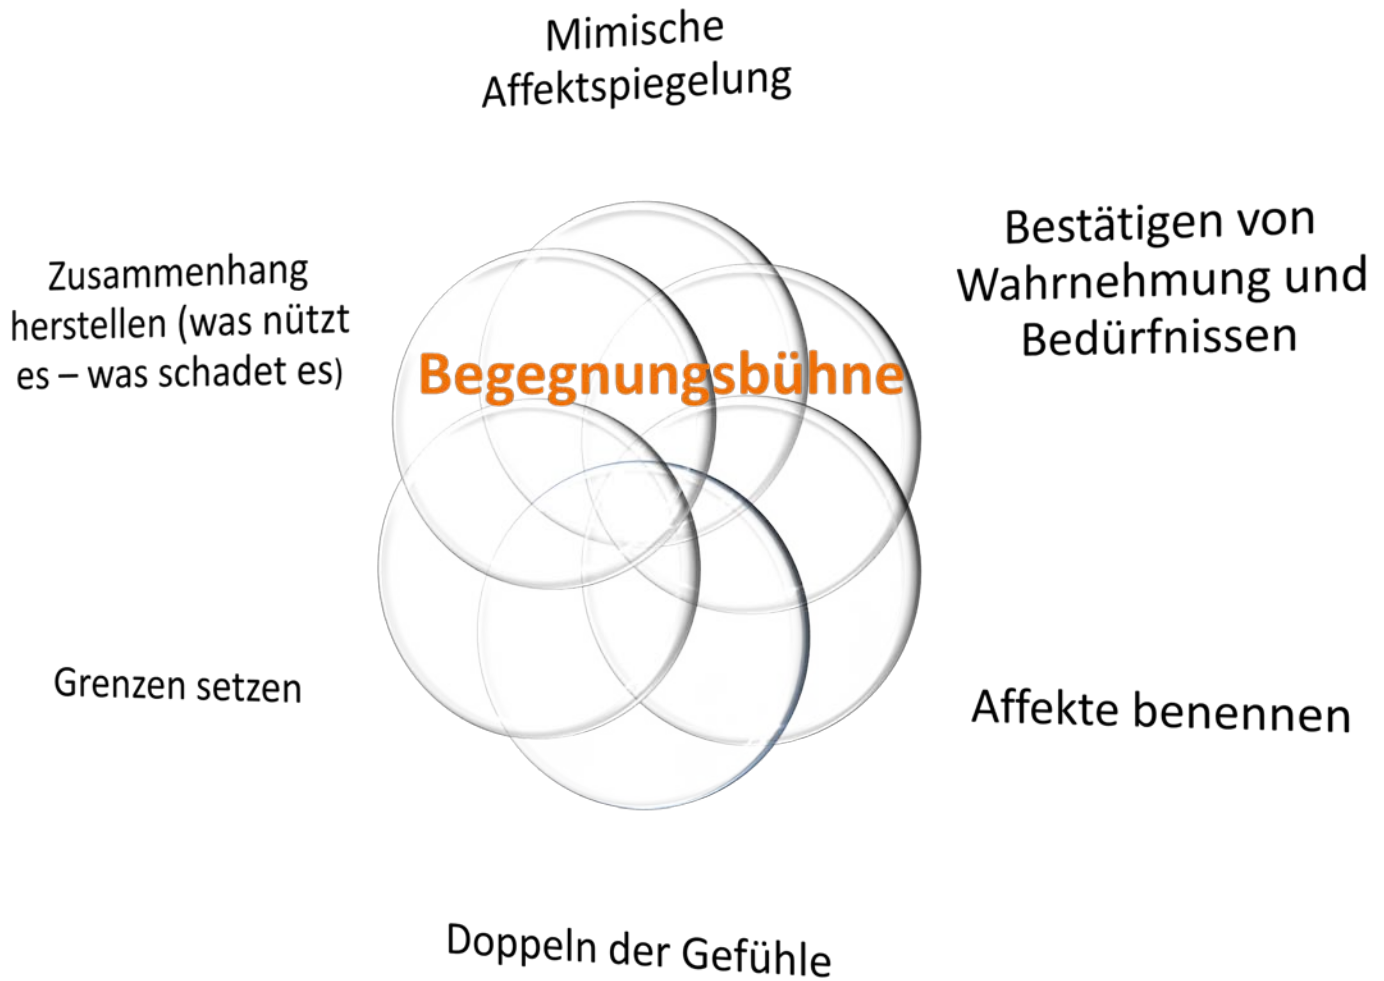 Mimische
Affektspiegelung
Bestätigen von
Wahrnehmung und
Bedürfnissen
Zusammenhang
herstellen (was nützt
es – was schadet es)
Begegnungsbühne
Grenzen setzen
Affekte benennen
Doppeln der Gefühle